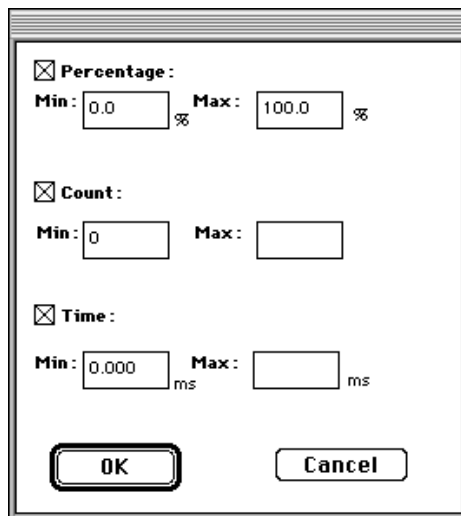 Percentage:
Min: 0.0 % Max: 100.0 %
Count:
Min: 0 Max:
Time:
Min: 0.000 ms Max: ms
OK Cancel